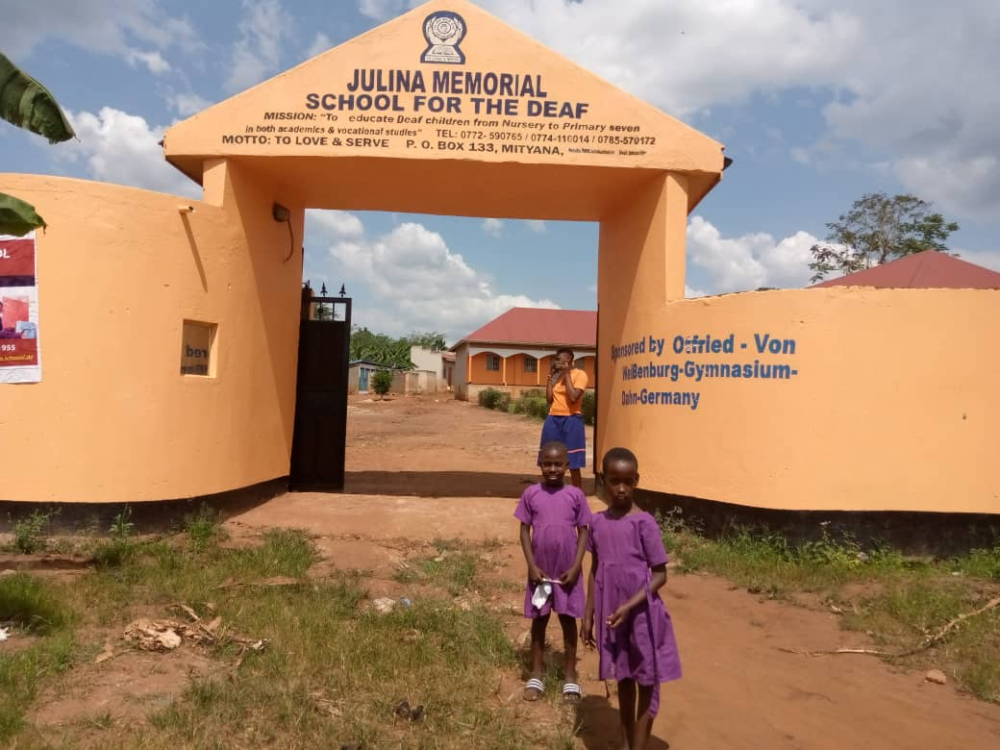 JULINA MEMORIAL
SCHOOL FOR THE DEAF
MISSION: "To educate Deaf children from Nursery to Primary seven
in both academics & vocational studies" TEL: 0772- 590765 / 0774-110014 / 0785-570172
MOTTO: TO LOVE & SERVE P. O. BOX 133, MITYANA,
Sponsored by Otfried - Von
Weißenburg-Gymnasium-
Dahn-Germany
955